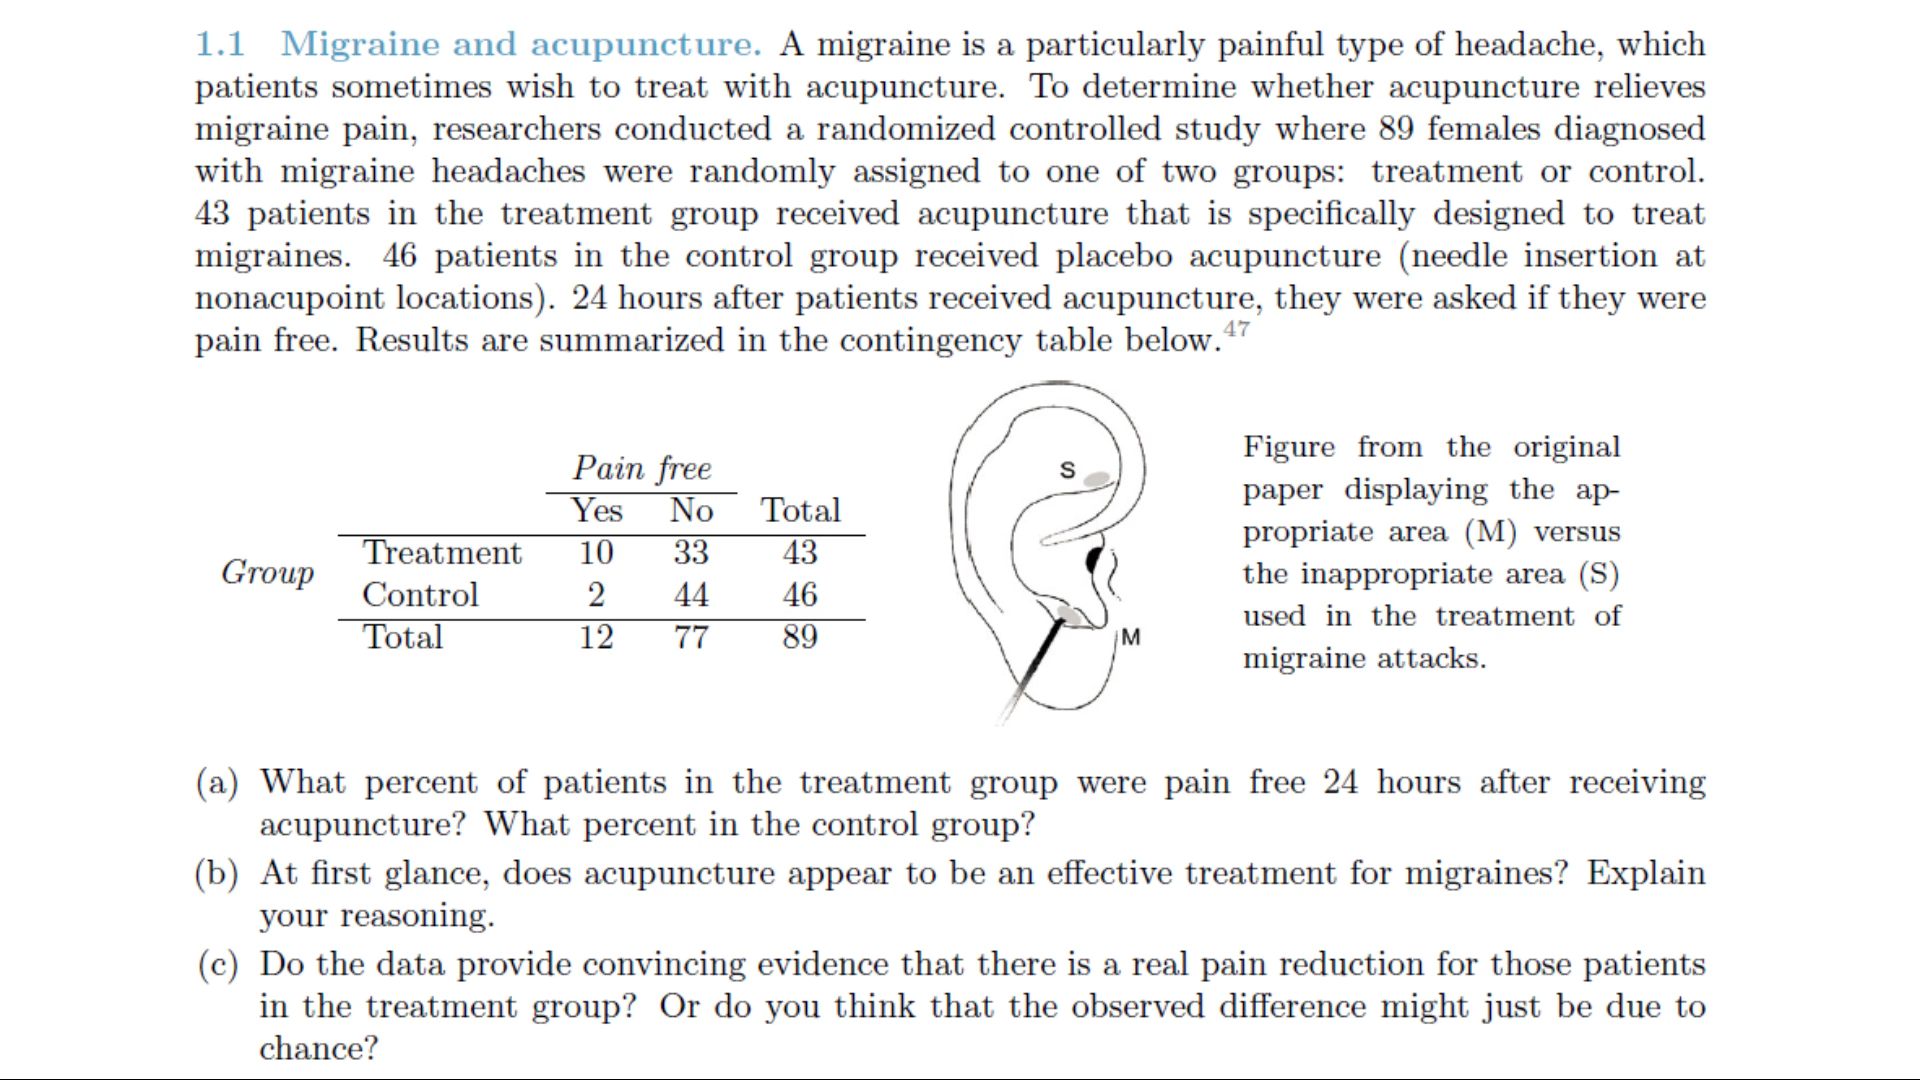 1.1 Migraine and acupuncture. A migraine is a particularly painful type of headache, which
patients sometimes wish to treat with acupuncture. To determine whether acupuncture relieves
migraine pain, researchers conducted a randomized controlled study where 89 females diagnosed
with migraine headaches were randomly assigned to one of two groups: treatment or control.
43 patients in the treatment group received acupuncture that is specifically designed to treat
migraines. 46 patients in the control group received placebo acupuncture (needle insertion at
nonacupoint locations). 24 hours after patients received acupuncture, they were asked if they were
pain free. Results are summarized in the contingency table below.47
Pain free
Yes No Total
Group
Treatment 10 33 43
Control 2 44 46
Total 12 77 89
S
M
Figure from the original
paper displaying the ap-
propriate area (M) versus
the inappropriate area (S)
used in the treatment of
migraine attacks.
(a) What percent of patients in the treatment group were pain free 24 hours after receiving
acupuncture? What percent in the control group?
(b) At first glance, does acupuncture appear to be an effective treatment for migraines? Explain
your reasoning.
(c) Do the data provide convincing evidence that there is a real pain reduction for those patients
in the treatment group? Or do you think that the observed difference might just be due to
chance?